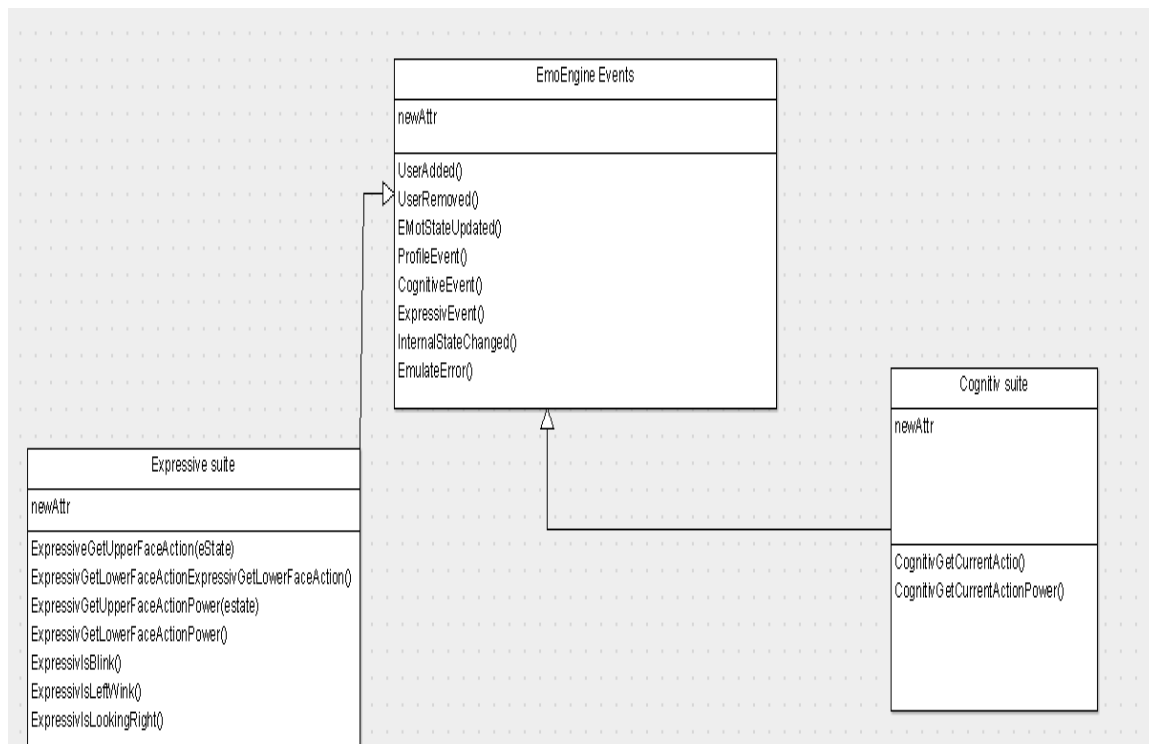 EmoEngine Events
newAttr
UserAdded()
UserRemoved()
EMotStateUpdated()
ProfileEvent()
CognitiveEvent()
ExpressivEvent()
InternalStateChanged()
EmulateError()
Expressive suite
newAttr
ExpressiveGetUpperFaceAction(eState)
ExpressivGetLowerFaceActionExpressivGetLowerFaceAction()
ExpressivGetUpperFaceActionPower(estate)
ExpressivGetLowerFaceActionPower()
ExpressivIsBlink()
ExpressivIsLeftWink()
ExpressivIsLookingRight()
Cognitiv suite
newAttr
CognitivGetCurrentActio()
CognitivGetCurrentActionPower()